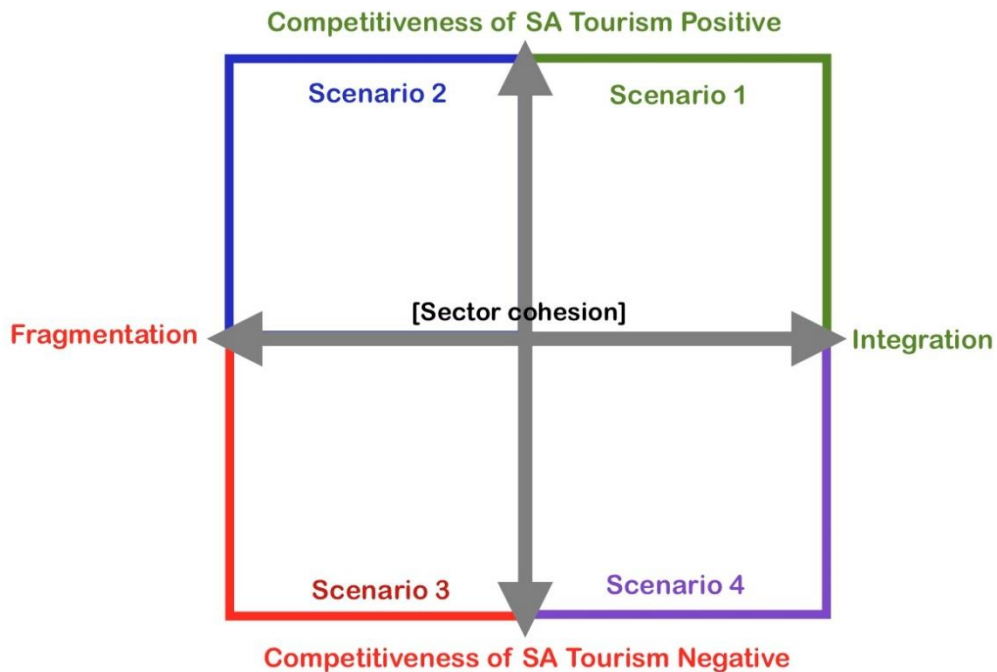 Competitiveness of SA Tourism Positive
Scenario 2
Scenario 1
[Sector cohesion]
Fragmentation
Integration
Scenario 3
Scenario 4
Competitiveness of SA Tourism Negative